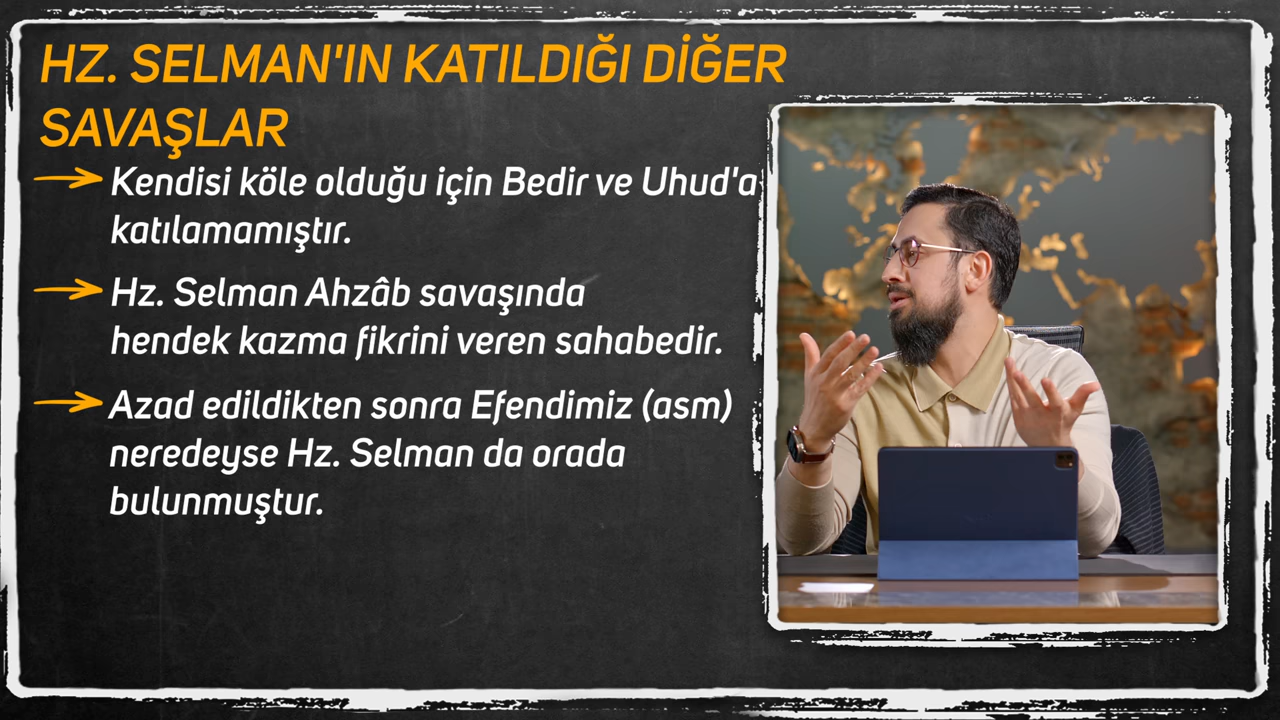 HZ. SELMAN'IN KATILDIĞI DİĞER
SAVAŞLAR
Kendisi köle olduğu için Bedir ve Uhud'a
katılamamıştır.
Hz. Selman Ahzâb savaşında
hendek kazma fikrini veren sahabedir.
Azad edildikten sonra Efendimiz (asm)
neredeyse Hz. Selman da orada
bulunmuştur.